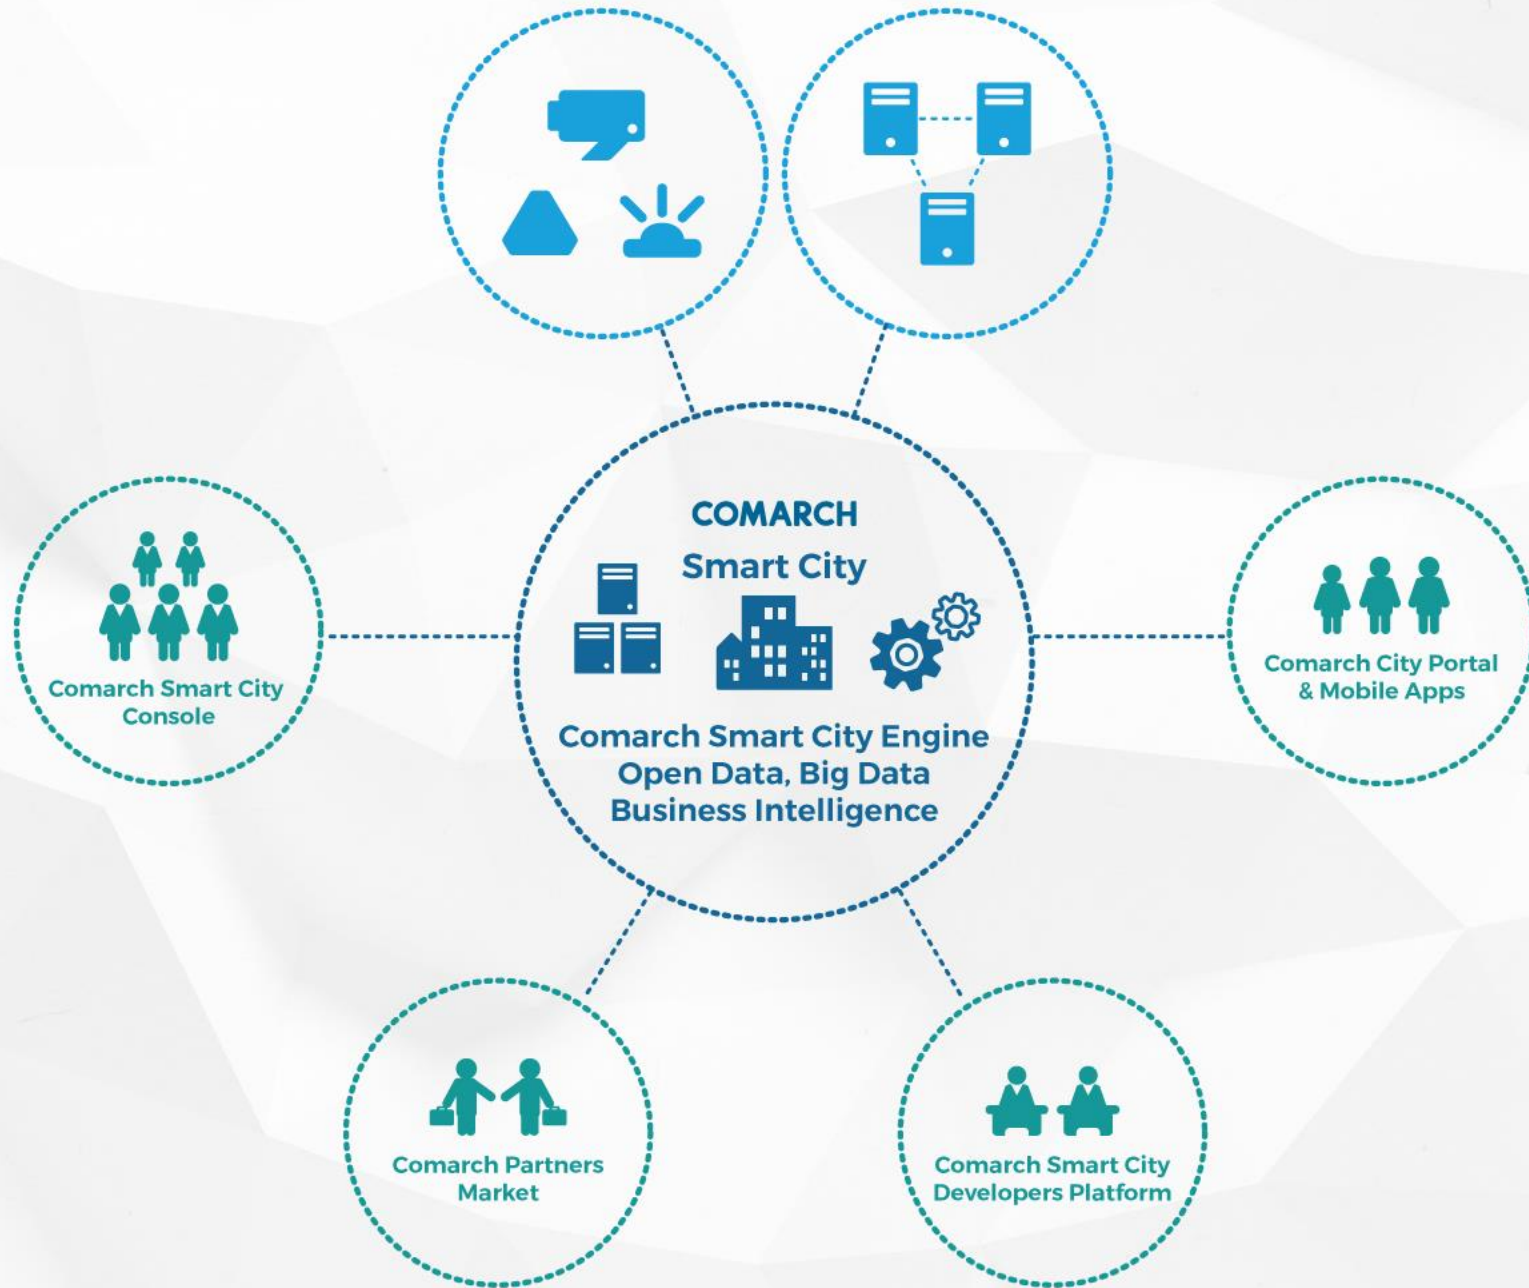 COMARCH
Smart City
Comarch Smart City Engine
Open Data, Big Data
Business Intelligence
Comarch Smart City
Console
Comarch City Portal
& Mobile Apps
Comarch Partners
Market
Comarch Smart City
Developers Platform